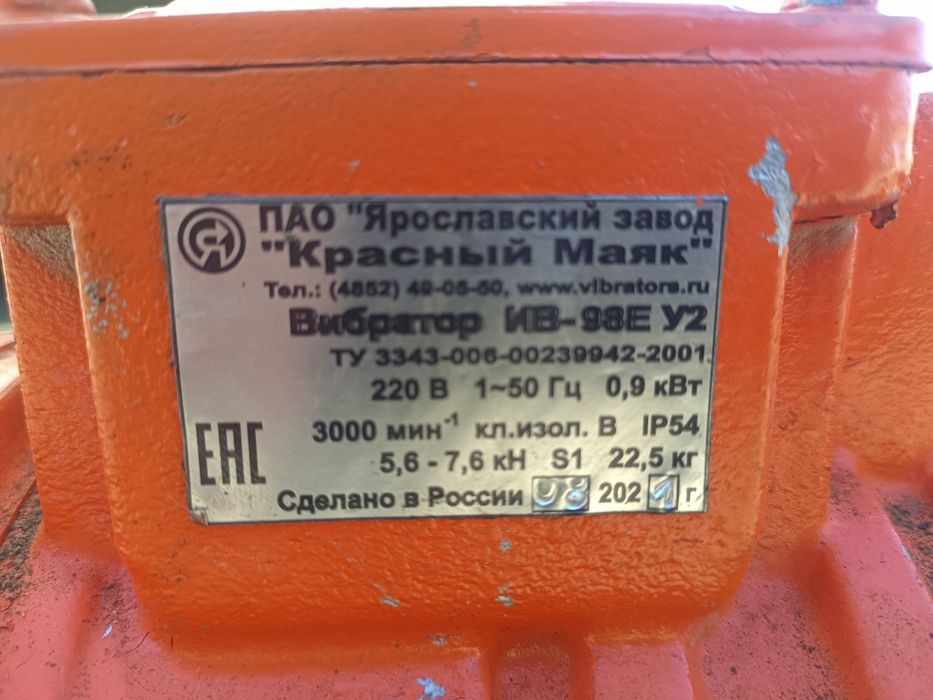 ПАО "Ярославский завод
"Красный Маяк"
Тел.: (4852) 49-05-50, www.vibrators.ru
Вибратор ИВ-98Е У2
ТУ 3343-006-00239942-2001
220 В 1~50 Гц 0,9 кВт
3000 мин⁻¹ кл.изол. В IP54
5,6 - 7,6 кН S1 22,5 кг
EAC
Сделано в России 08 2021 г